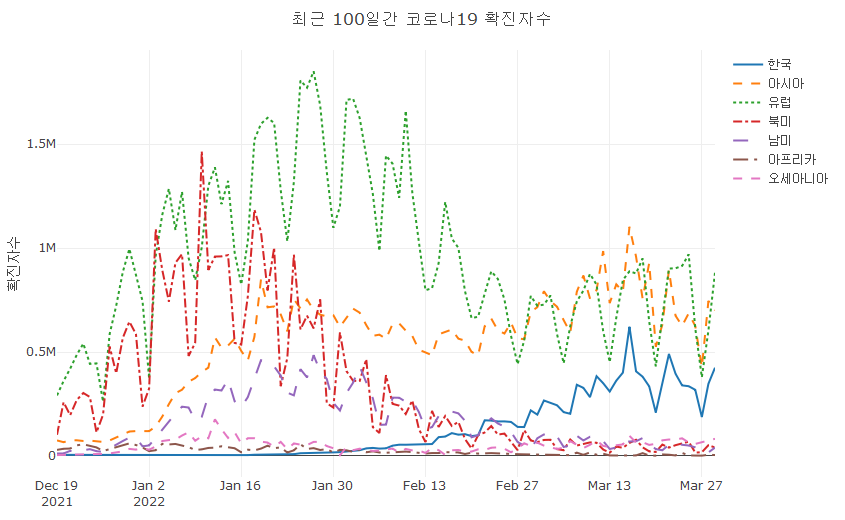 최근 100일간 코로나19 확진자수
확진자수
1.5M
1M
0.5M
0
Dec 19
2021
Jan 2
2022
Jan 16
Jan 30
Feb 13
Feb 27
Mar 13
Mar 27
한국
아시아
유럽
북미
남미
아프리카
오세아니아